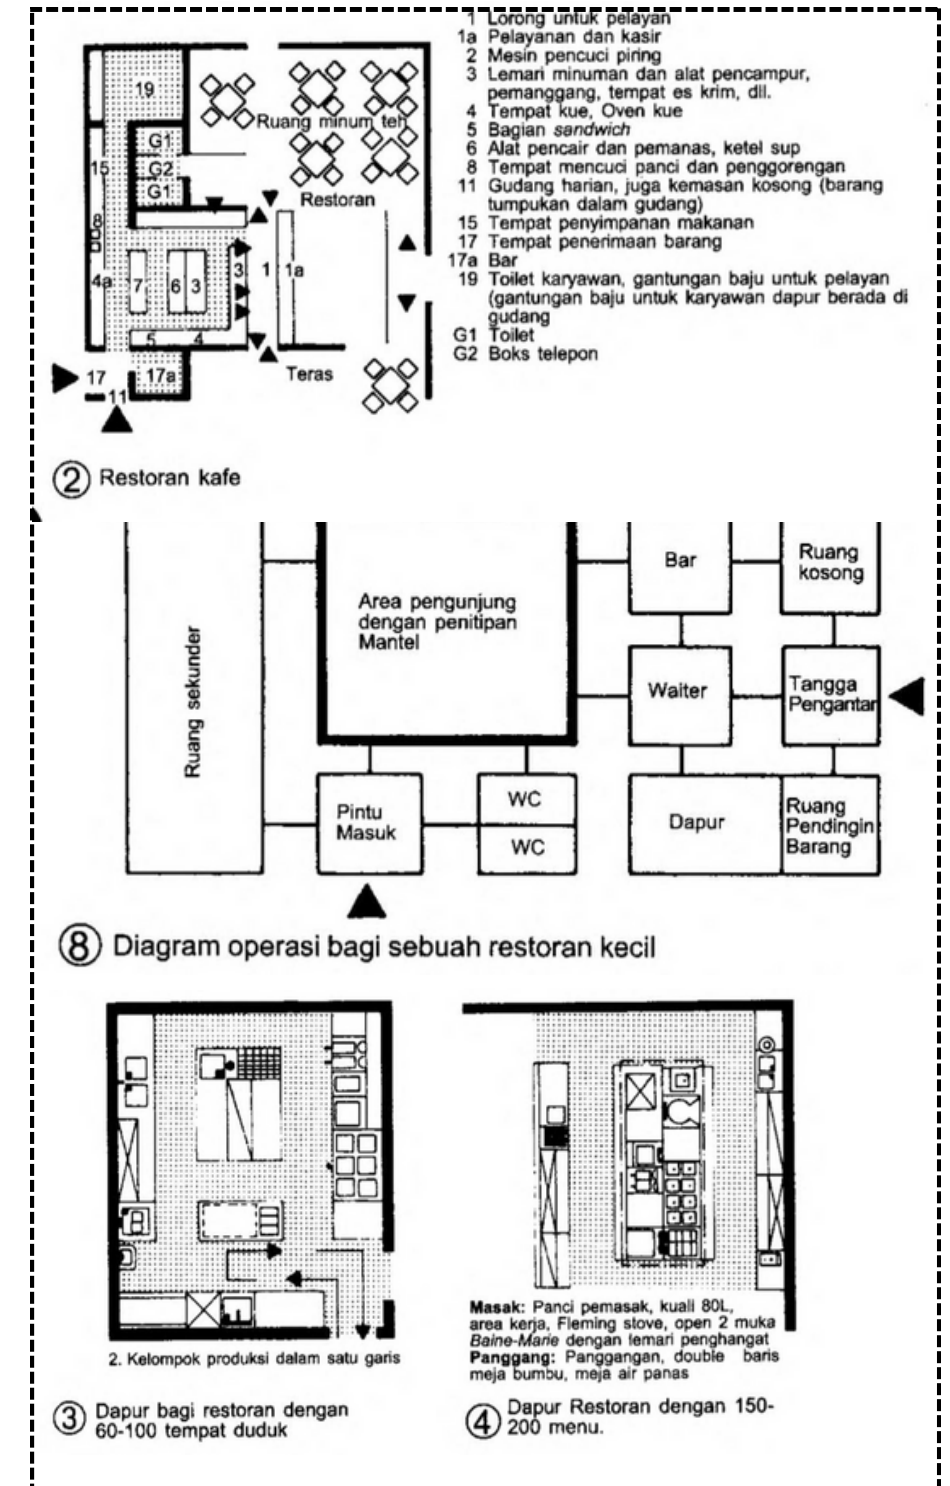 1 Lorong untuk pelayan
1a Pelayanan dan kasir
2 Mesin pencuci piring
3 Lemari minuman dan alat pencampur,
pemanggang, tempat es krim, dll.
4 Tempat kue, Oven kue
5 Bagian sandwich
6 Alat pencair dan pemanas, ketel sup
8 Tempat mencuci panci dan penggorengan
11 Gudang harian, juga kemasan kosong (barang
tumpukan dalam gudang)
15 Tempat penyimpanan makanan
17 Tempat penerimaan barang
17a Bar
19 Toilet karyawan, gantungan baju untuk pelayan
(gantungan baju untuk karyawan dapur berada di
gudang
G1 Toilet
G2 Boks telepon
19
Ruang minum teh
G1
15
G2
G1
Restoran
8
4a
7
6
3
3
1
1a
5
4
17
17a
11
Teras
2 Restoran kafe
Ruang sekunder
Area pengunjung
dengan penitipan
Mantel
Bar
Ruang
kosong
Waiter
Tangga
Pengantar
Pintu
Masuk
WC
WC
Dapur
Ruang
Pendingin
Barang
8 Diagram operasi bagi sebuah restoran kecil
2. Kelompok produksi dalam satu garis
3 Dapur bagi restoran dengan
60-100 tempat duduk
Masak: Panci pemasak, kuali 80L,
area kerja, Fleming stove, open 2 muka
Baine-Marie dengan lemari penghangat
Panggang: Panggangan, double baris
meja bumbu, meja air panas
4 Dapur Restoran dengan 150-
200 menu.